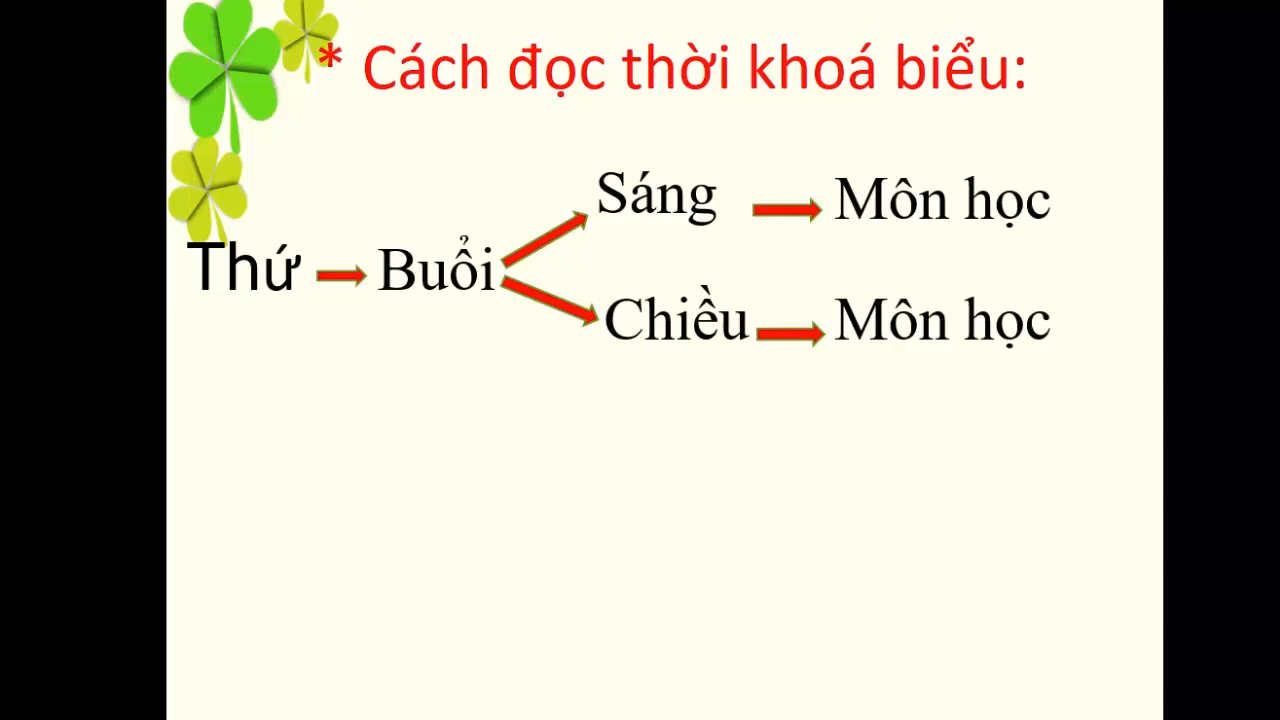 * Cách đọc thời khoá biểu:
Sáng Môn học
Thứ Buổi
Chiều Môn học